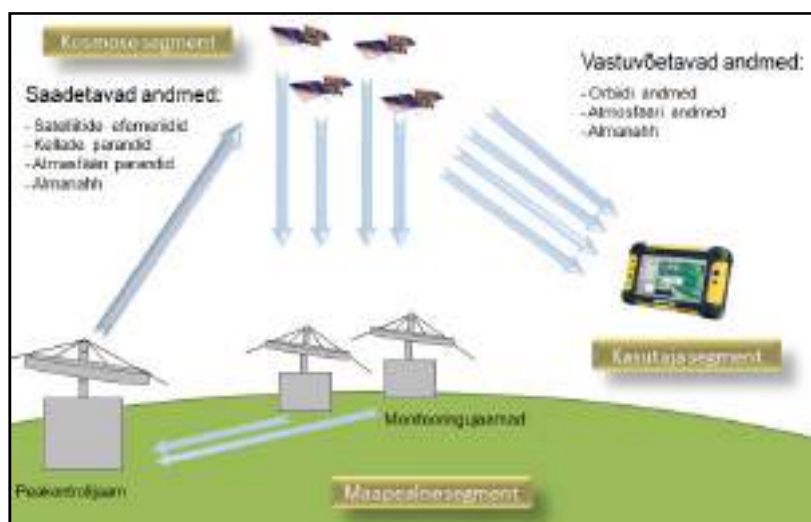 Kosmose segment
Saadetavad andmed:
- Satelliitide efemeriidid
- Kellade parandid
- Atmosfääri parandid
- Almanahh
Vastuvõetavad andmed:
- Orbiidi andmed
- Atmosfääri andmed
- Almanahh
Kasutaja segment
Monitooringujaamad
Peakontrolljaam
Maapealne segment